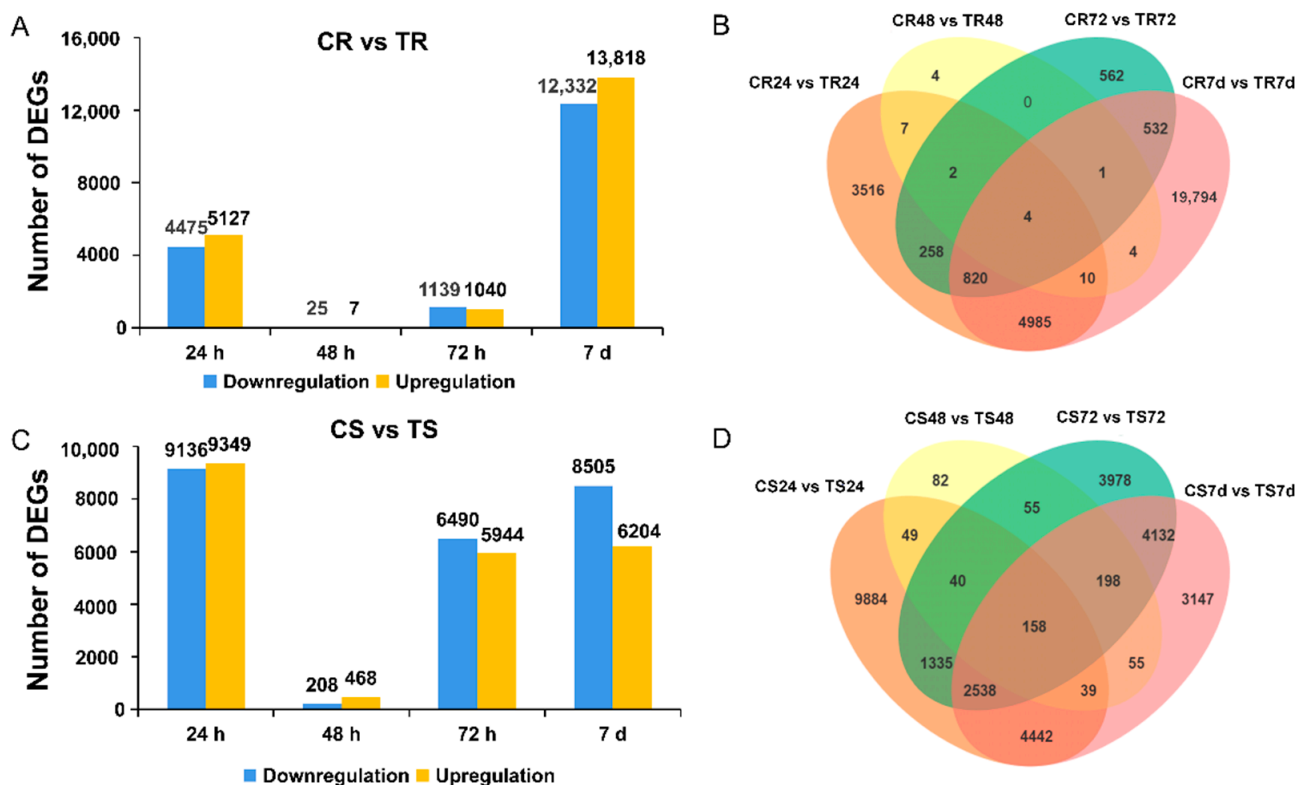 A
CR vs TR
Number of DEGs
16,000
12,000
8000
4000
0
4475
5127
25
7
1139
1040
12,332
13,818
24 h
48 h
72 h
7 d
Downregulation
Upregulation
B
CR48 vs TR48
CR72 vs TR72
CR24 vs TR24
CR7d vs TR7d
4
562
0
7
532
2
1
3516
19,794
4
258
4
820
10
4985
C
CS vs TS
Number of DEGs
10,000
8000
6000
4000
2000
0
9136
9349
208
468
6490
5944
8505
6204
24 h
48 h
72 h
7 d
Downregulation
Upregulation
D
CS48 vs TS48
CS72 vs TS72
CS24 vs TS24
CS7d vs TS7d
82
3978
55
49
4132
40
198
9884
3147
158
1335
55
2538
39
4442